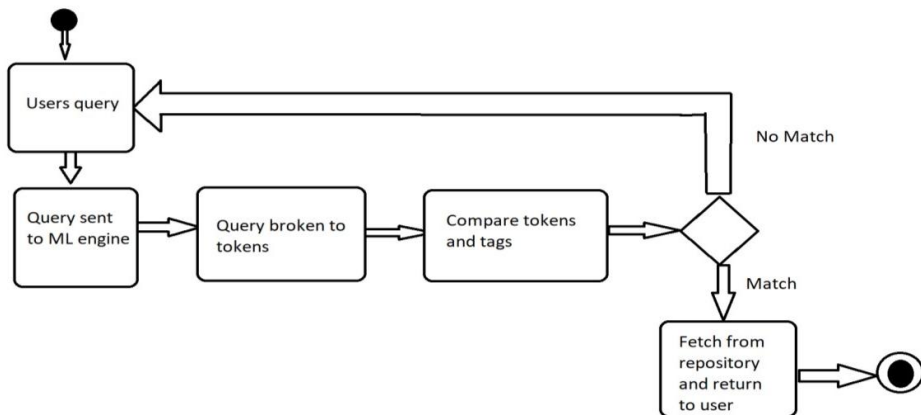 Users query
No Match
Query sent
to ML engine
Query broken to
tokens
Compare tokens
and tags
Match
Fetch from
repository
and return
to user